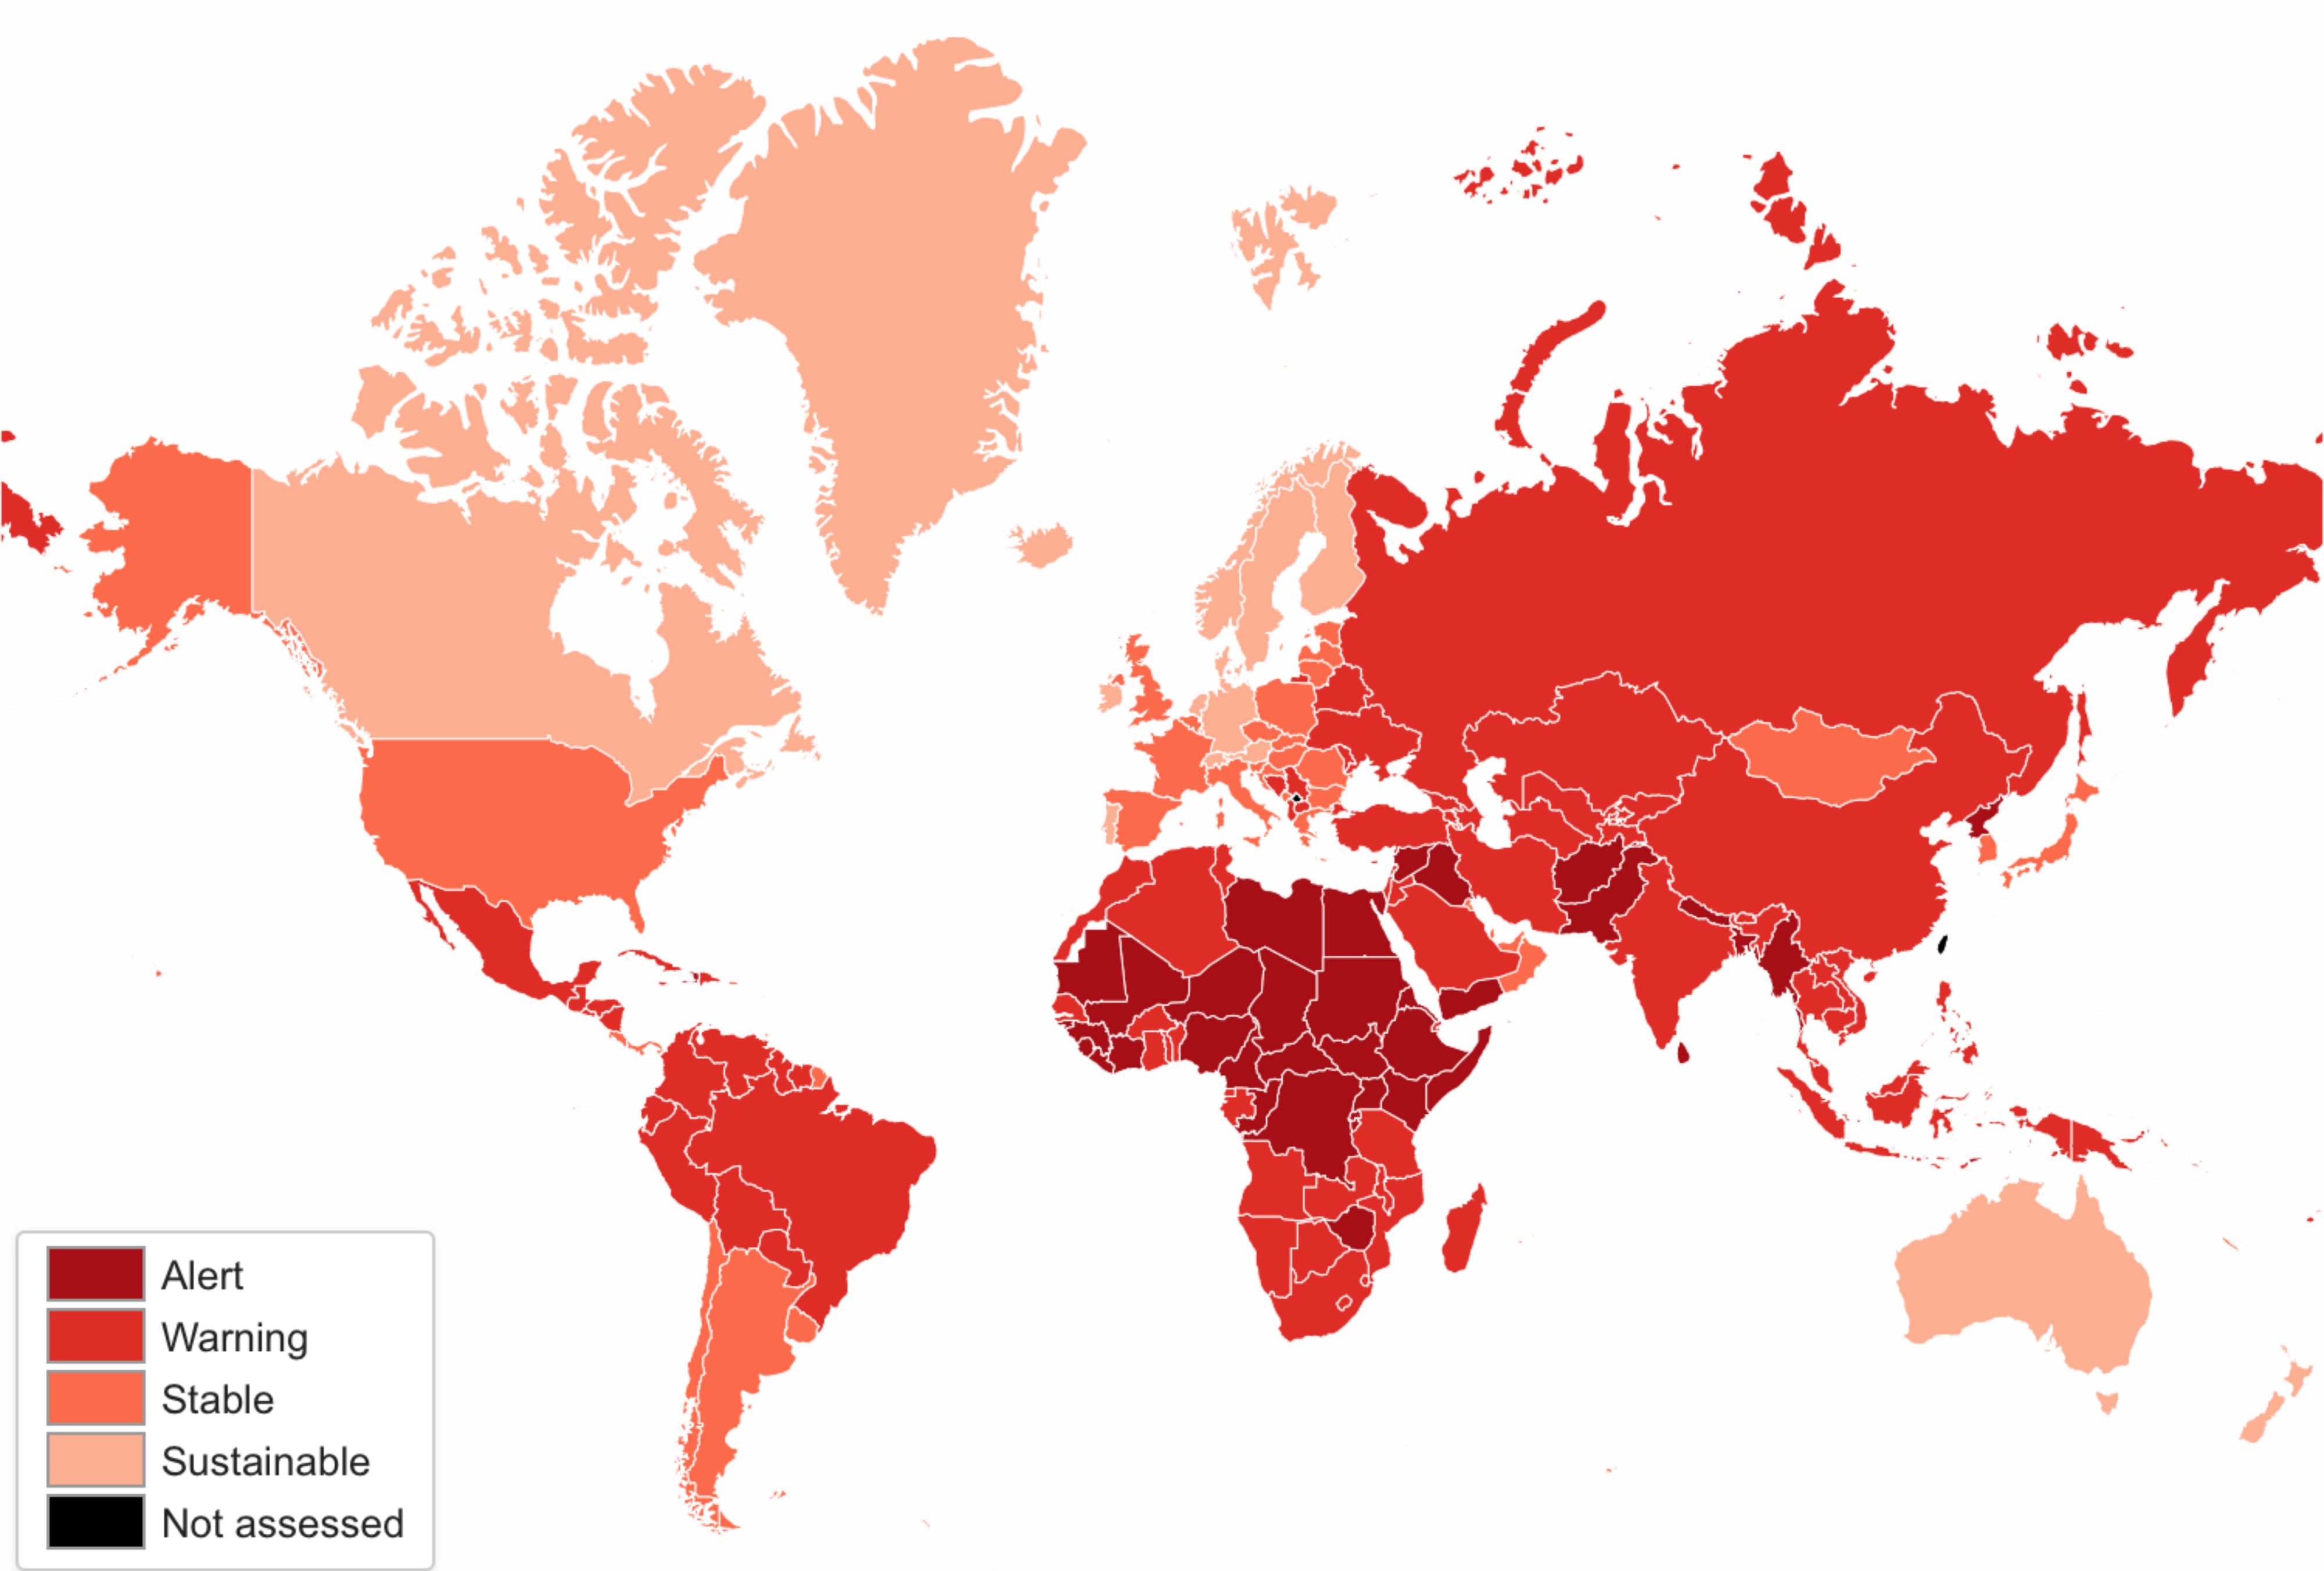 Alert
Warning
Stable
Sustainable
Not assessed